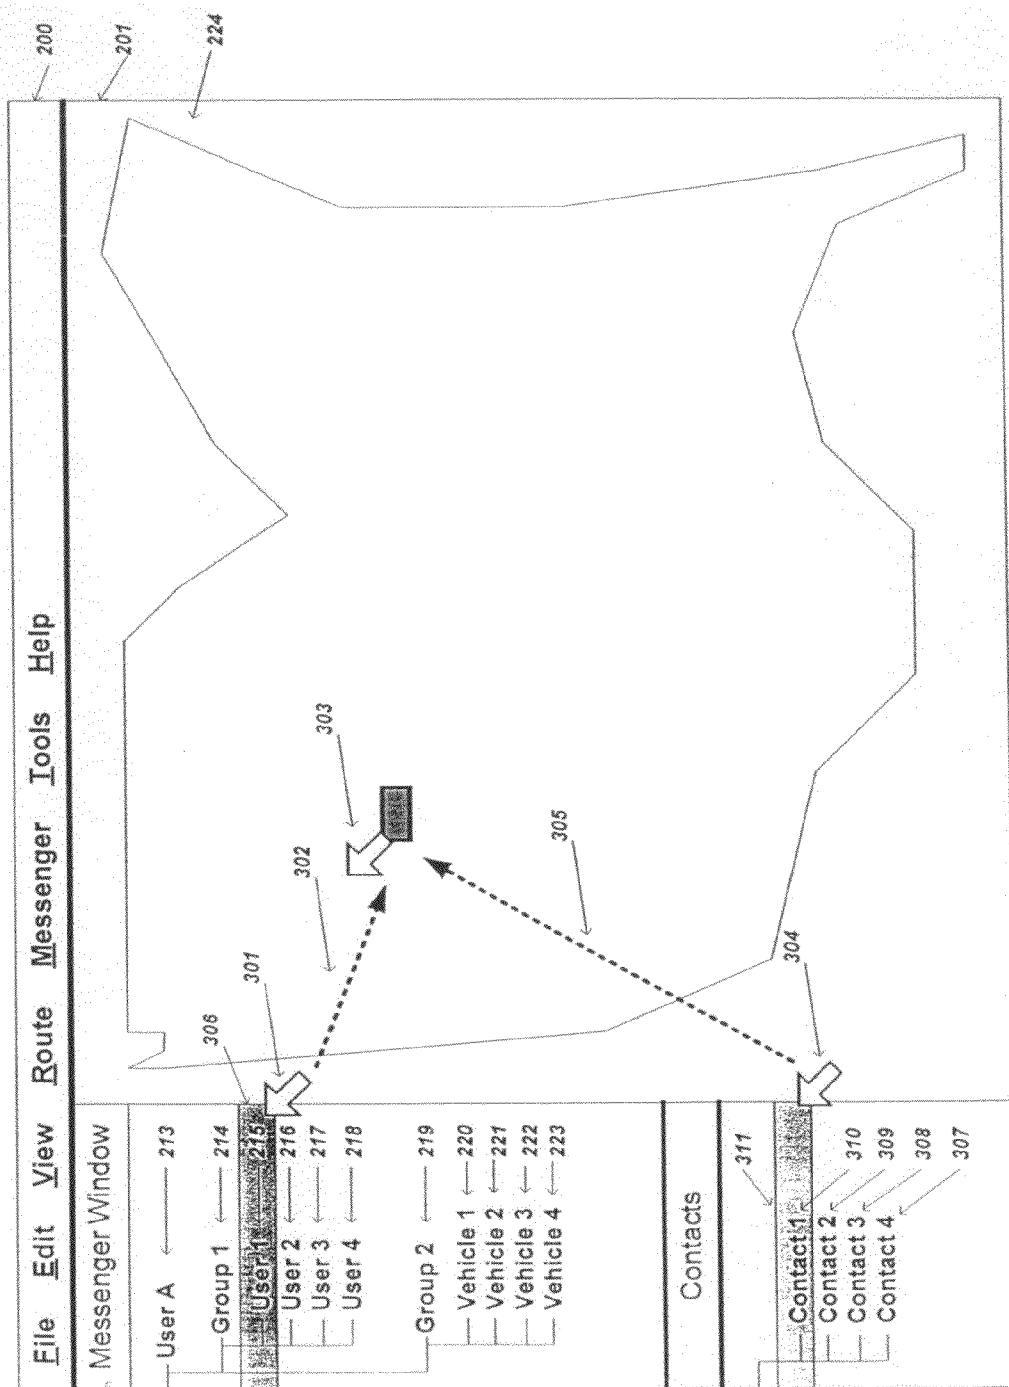 File Edit View Route Messenger Tools Help
200
201
224
Messenger Window
User A 213
Group 1 214
User 1 215
User 2 216
User 3 217
User 4 218
Group 2 219
Vehicle 1 220
Vehicle 2 221
Vehicle 3 222
Vehicle 4 223
306
301
302
303
305
304
Contacts
311
Contact 1 310
Contact 2 309
Contact 3 308
Contact 4 307